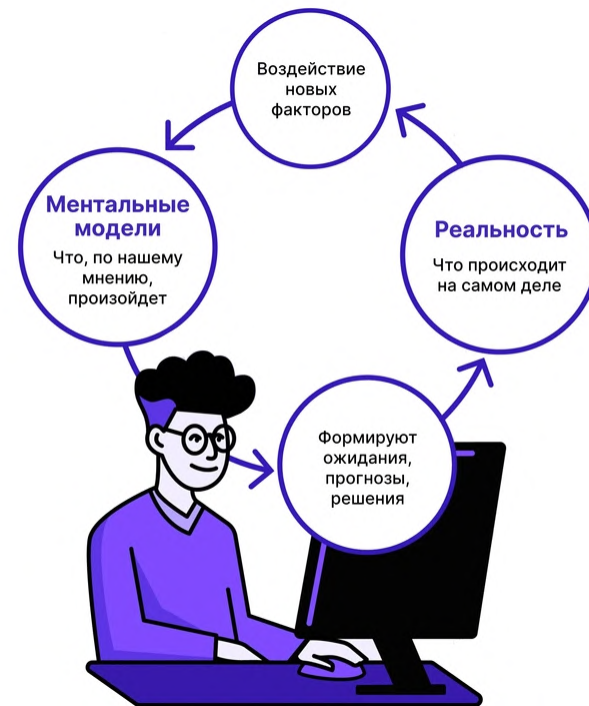 Воздействие
новых
факторов
Ментальные
модели
Что, по нашему
мнению,
произойдет
Реальность
Что происходит
на самом деле
Формируют
ожидания,
прогнозы,
решения